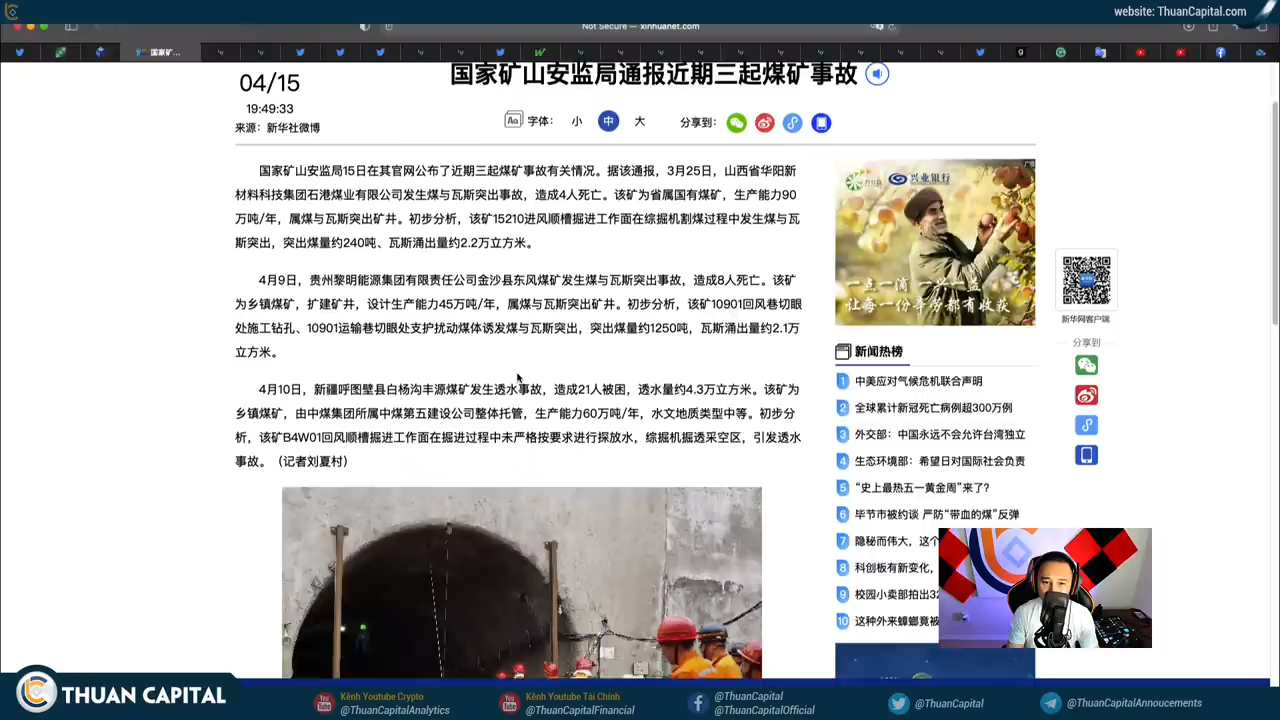 website: ThuanCapital.com
Not Secure — xinhuanet.com
国家矿...
国家矿山安监局通报近期三起煤矿事故
04/15
19:49:33
来源：新华社微博
字体： 小 中 大 分享到：
国家矿山安监局15日在其官网公布了近期三起煤矿事故有关情况。据该通报，3月25日，山西省华阳新
材料科技集团石港煤业有限公司发生煤与瓦斯突出事故，造成4人死亡。该矿为省属国有煤矿，生产能力90
万吨/年，属煤与瓦斯突出矿井。初步分析，该矿15210进风顺槽掘进工作面在综掘机割煤过程中发生煤与瓦
斯突出，突出煤量约240吨、瓦斯涌出量约2.2万立方米。
4月9日，贵州黎明能源集团有限责任公司金沙县东风煤矿发生煤与瓦斯突出事故，造成8人死亡。该矿
为乡镇煤矿，扩建矿井，设计生产能力45万吨/年，属煤与瓦斯突出矿井。初步分析，该矿10901回风巷切眼
处施工钻孔、10901运输巷切眼处支护扰动煤体诱发煤与瓦斯突出，突出煤量约1250吨，瓦斯涌出量约2.1万
立方米。
4月10日，新疆呼图壁县白杨沟丰源煤矿发生透水事故，造成21人被困，透水量约4.3万立方米。该矿为
乡镇煤矿，由中煤集团所属中煤第五建设公司整体托管，生产能力60万吨/年，水文地质类型中等。初步分
析，该矿B4W01回风顺槽掘进工作面在掘进过程中未严格按要求进行探放水，综掘机掘透采空区，引发透水
事故。（记者刘夏村）
兴业银行
一点一滴 一兴一益
让每一份辛劳都有收获
新华网客户端
分享到
新闻热榜
1 中美应对气候危机联合声明
2 全球累计新冠死亡病例超300万例
3 外交部：中国永远不会允许台湾独立
4 生态环境部：希望日对国际社会负责
5 “史上最热五一黄金周”来了？
6 毕节市被约谈 严防“带血的煤”反弹
7 隐秘而伟大，这个
8 科创板有新变化，
9 校园小卖部拍出32
10 这种外来蟑螂竟被
THUAN CAPITAL
Kênh Youtube Crypto
@ThuanCapitalAnalytics
Kênh Youtube Tài Chính
@ThuanCapitalFinancial
@ThuanCapital
@ThuanCapitalOfficial
@ThuanCapital
@ThuanCapitalAnnoucements